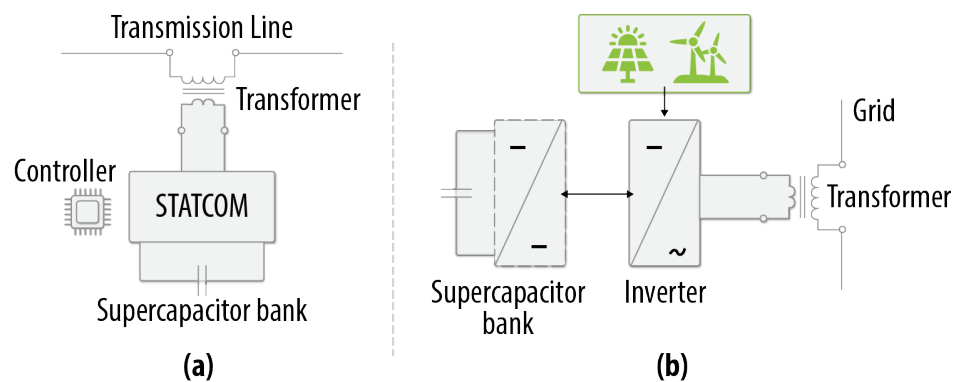 Transmission Line
Transformer
Controller
STATCOM
Supercapacitor bank
(a)
Grid
Transformer
Supercapacitor
bank
Inverter
(b)